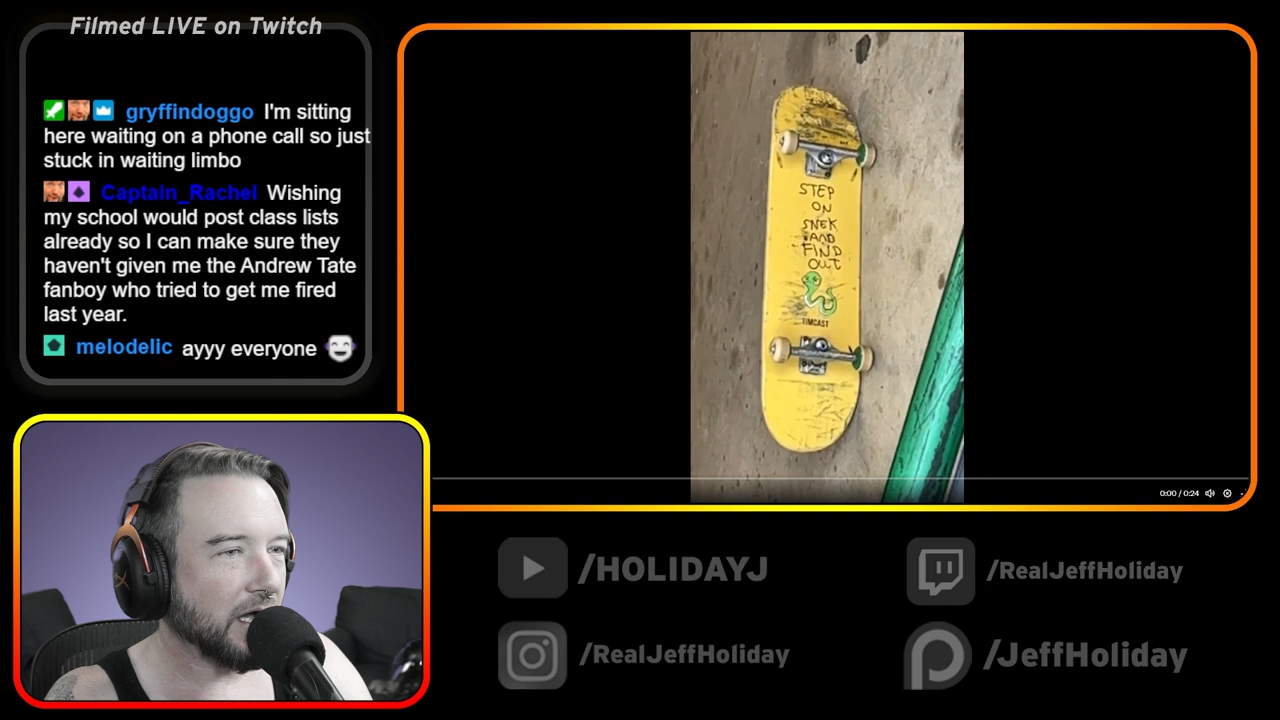 Filmed LIVE on Twitch
gryffindoggo I'm sitting
here waiting on a phone call so just
stuck in waiting limbo
Captain_Rachel Wishing
my school would post class lists
already so I can make sure they
haven't given me the Andrew Tate
fanboy who tried to get me fired
last year.
melodelic ayyy everyone
STEP
ON
SNEK
AND
FIND
OUT
TIMCAST
0:00 / 0:24
/HOLIDAYJ
/RealJeffHoliday
/RealJeffHoliday
/JeffHoliday